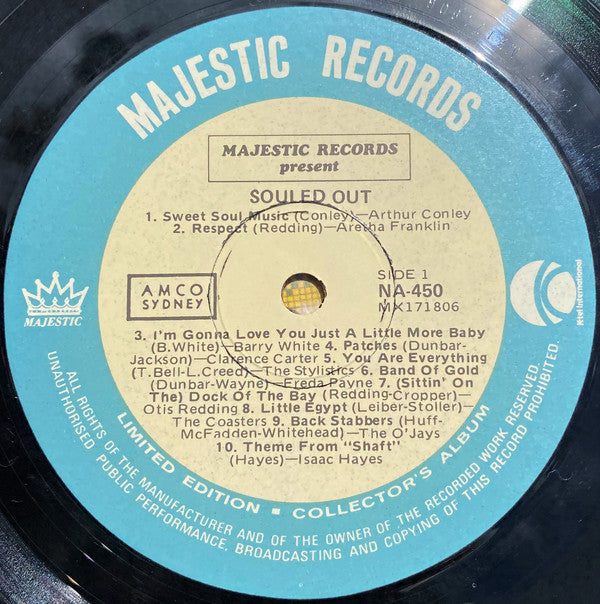 MAJESTIC RECORDS
MAJESTIC RECORDS
present
SOULED OUT
1. Sweet Soul Music (Conley)—Arthur Conley
2. Respect (Redding)—Aretha Franklin
AMCO
SYDNEY
SIDE 1
NA-450
MK171806
MAJESTIC
K-tel International
3. I'm Gonna Love You Just A Little More Baby
(B.White)—Barry White 4. Patches (Dunbar-
Jackson)—Clarence Carter 5. You Are Everything
(T.Bell-L.Creed)—The Stylistics 6. Band Of Gold
(Dunbar-Wayne)—Freda Payne 7. (Sittin' On
The) Dock Of The Bay (Redding-Cropper)—
Otis Redding 8. Little Egypt (Leiber-Stoller)—
The Coasters 9. Back Stabbers (Huff-
McFadden-Whitehead)—The O'Jays
10. Theme From "Shaft"
(Hayes)—Isaac Hayes
LIMITED EDITION ▪ COLLECTOR'S ALBUM
ALL RIGHTS OF THE MANUFACTURER AND OF THE OWNER OF THE RECORDED WORK RESERVED.
UNAUTHORISED PUBLIC PERFORMANCE, BROADCASTING AND COPYING OF THIS RECORD PROHIBITED.